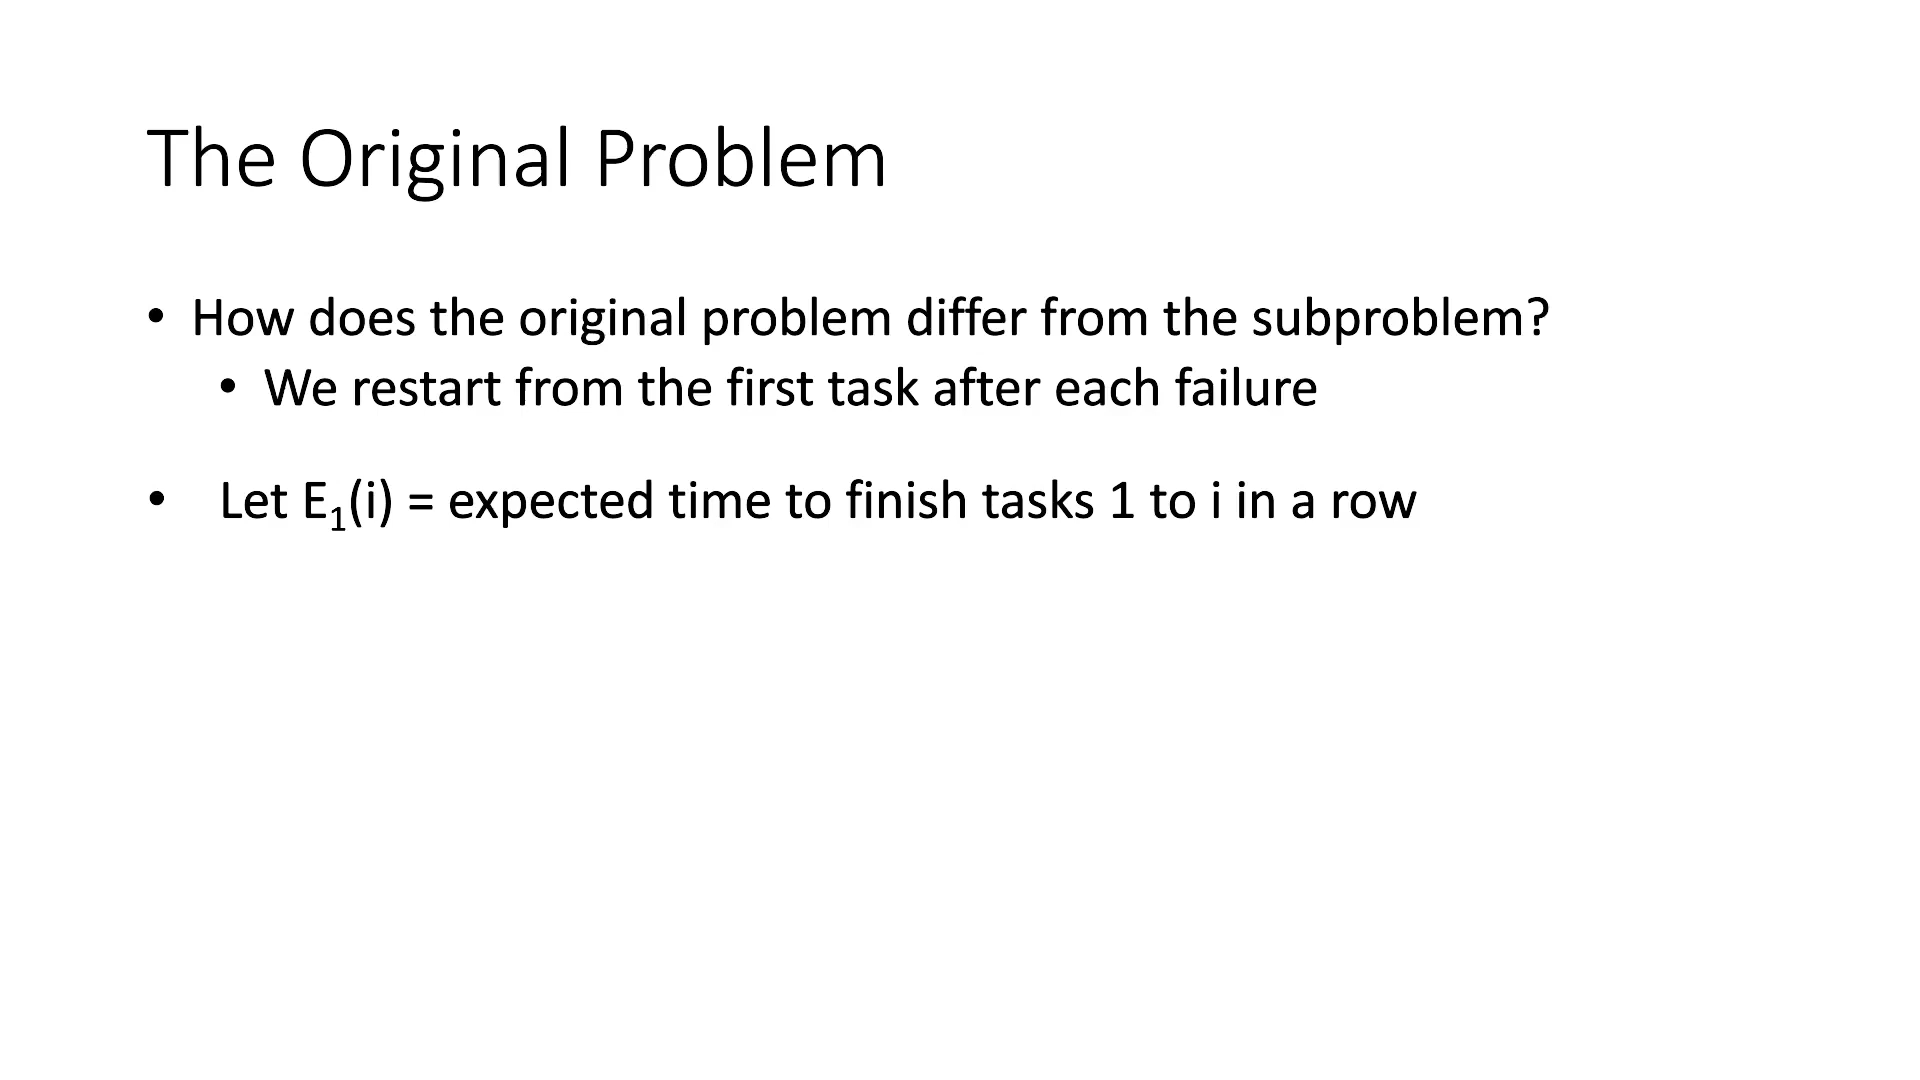 The Original Problem
• How does the original problem differ from the subproblem?
• We restart from the first task after each failure
• Let E₁(i) = expected time to finish tasks 1 to i in a row